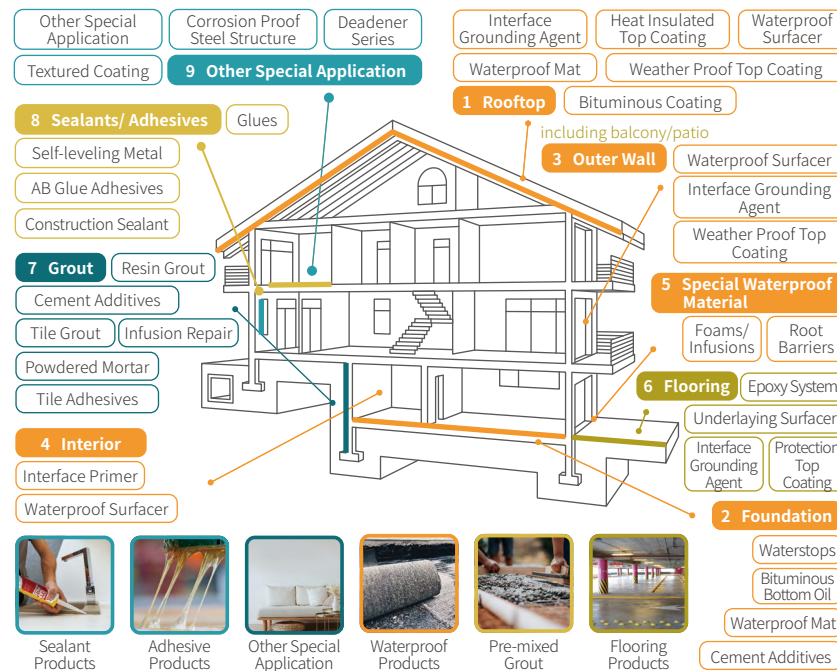 Other Special
Application
Corrosion Proof
Steel Structure
Deadener
Series
Textured Coating
9 Other Special Application
Interface
Grounding Agent
Heat Insulated
Top Coating
Waterproof
Surfacer
Waterproof Mat
Weather Proof Top Coating
1 Rooftop
Bituminous Coating
including balcony/patio
3 Outer Wall
Waterproof Surfacer
Interface Grounding
Agent
Weather Proof Top
Coating
8 Sealants/ Adhesives
Glues
Self-leveling Metal
AB Glue Adhesives
Construction Sealant
7 Grout
Resin Grout
Cement Additives
Tile Grout
Infusion Repair
Powdered Mortar
Tile Adhesives
5 Special Waterproof
Material
Foams/
Infusions
Root
Barriers
6 Flooring
Epoxy System
Underlaying Surfacer
Interface
Grounding
Agent
Protection
Top
Coating
4 Interior
Interface Primer
Waterproof Surfacer
2 Foundation
Waterstops
Bituminous
Bottom Oil
Waterproof Mat
Cement Additives
Sealant
Products
Adhesive
Products
Other Special
Application
Waterproof
Products
Pre-mixed
Grout
Flooring
Products